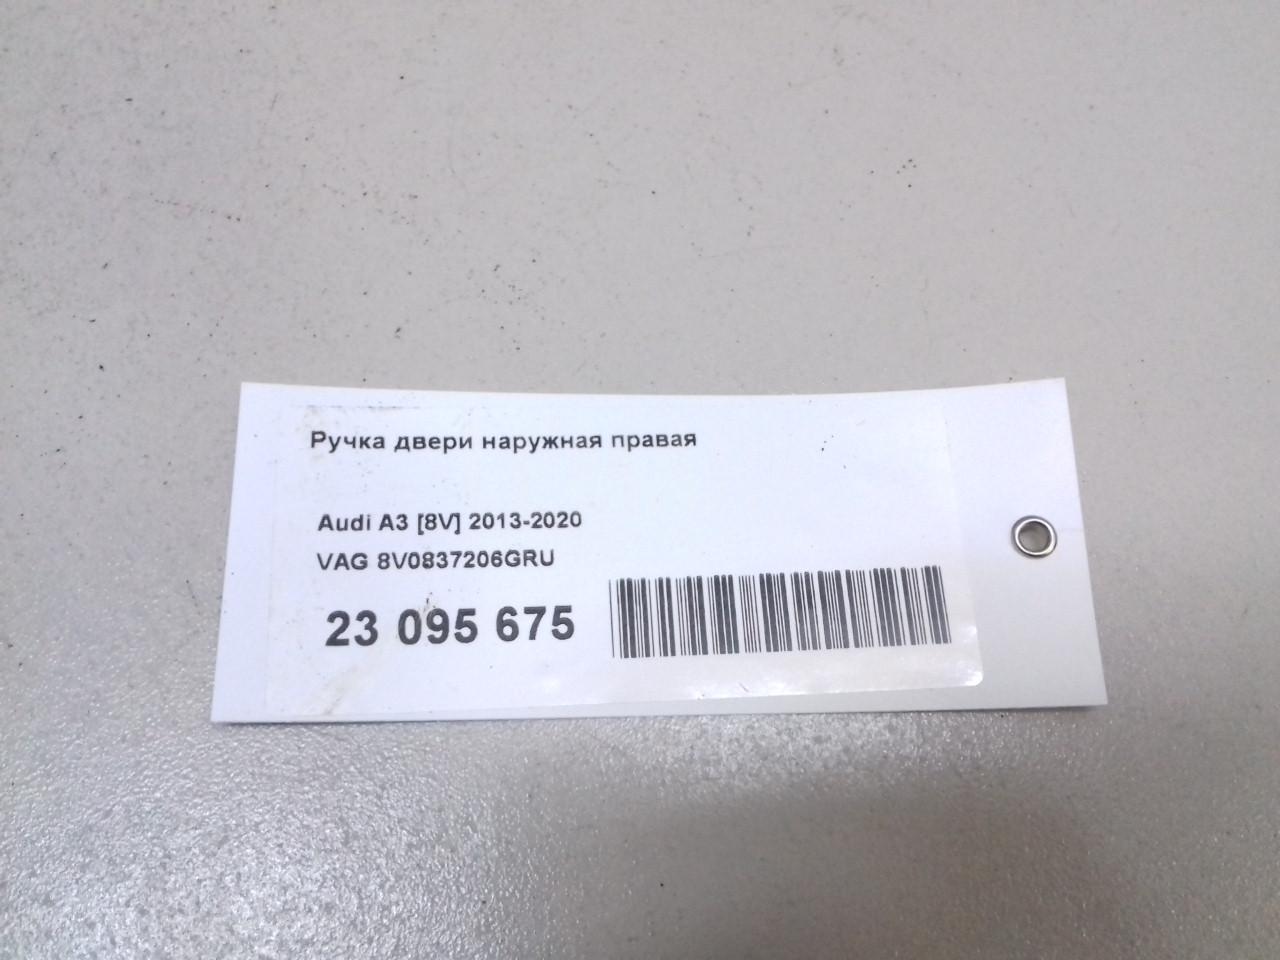 Ручка двери наружная правая
Audi A3 [8V] 2013-2020
VAG 8V0837206GRU
23 095 675